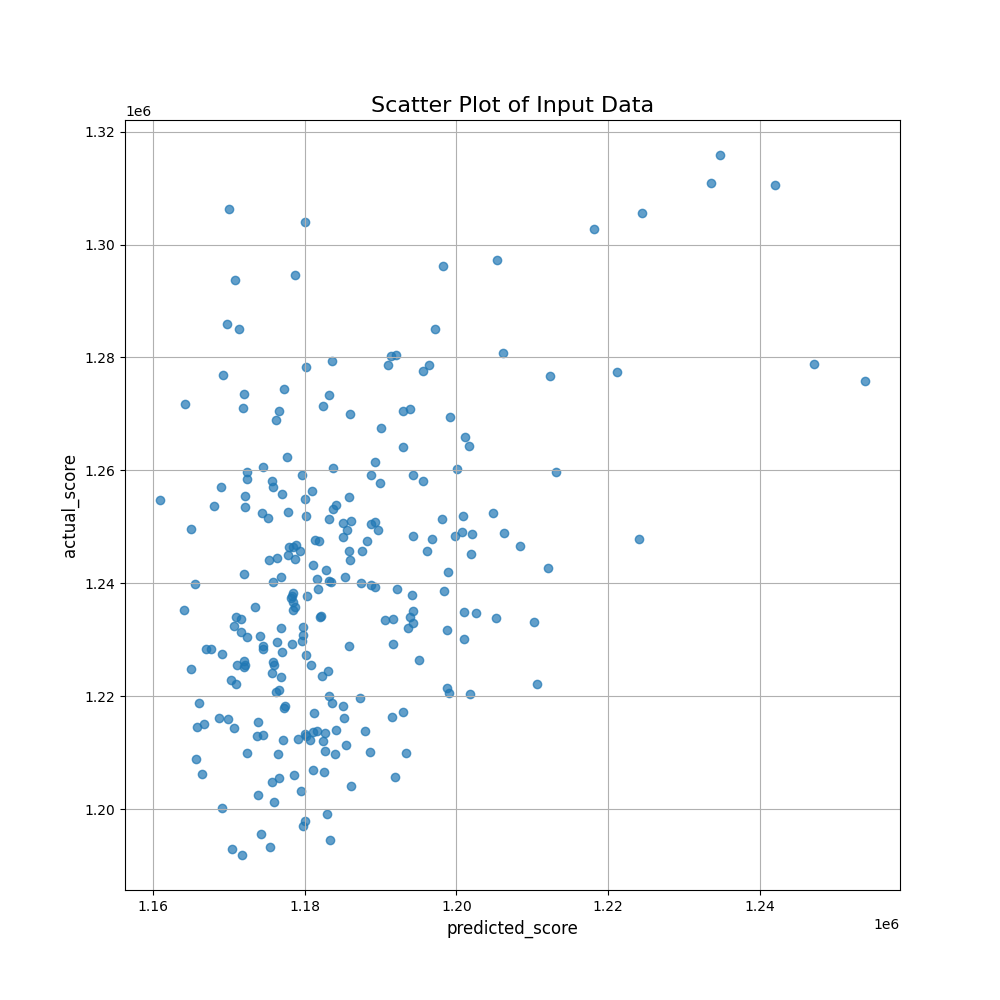 Scatter Plot of Input Data
1e6
1.32
1.30
1.28
1.26
1.24
1.22
1.20
actual_score
1.16 1.18 1.20 1.22 1.24
1e6
predicted_score